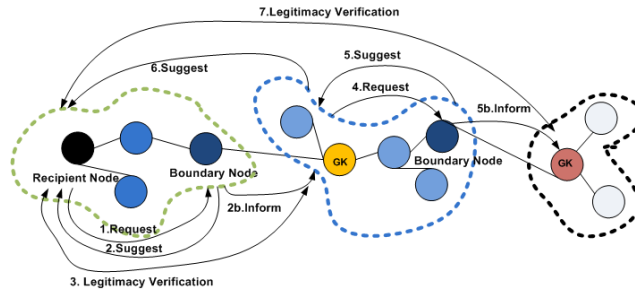 7.Legitimacy Verification
5.Suggest
6.Suggest
4.Request
5b.Inform
GK
GK
Boundary Node
Recipient Node
Boundary Node
2b.Inform
1.Request
2.Suggest
3. Legitimacy Verification